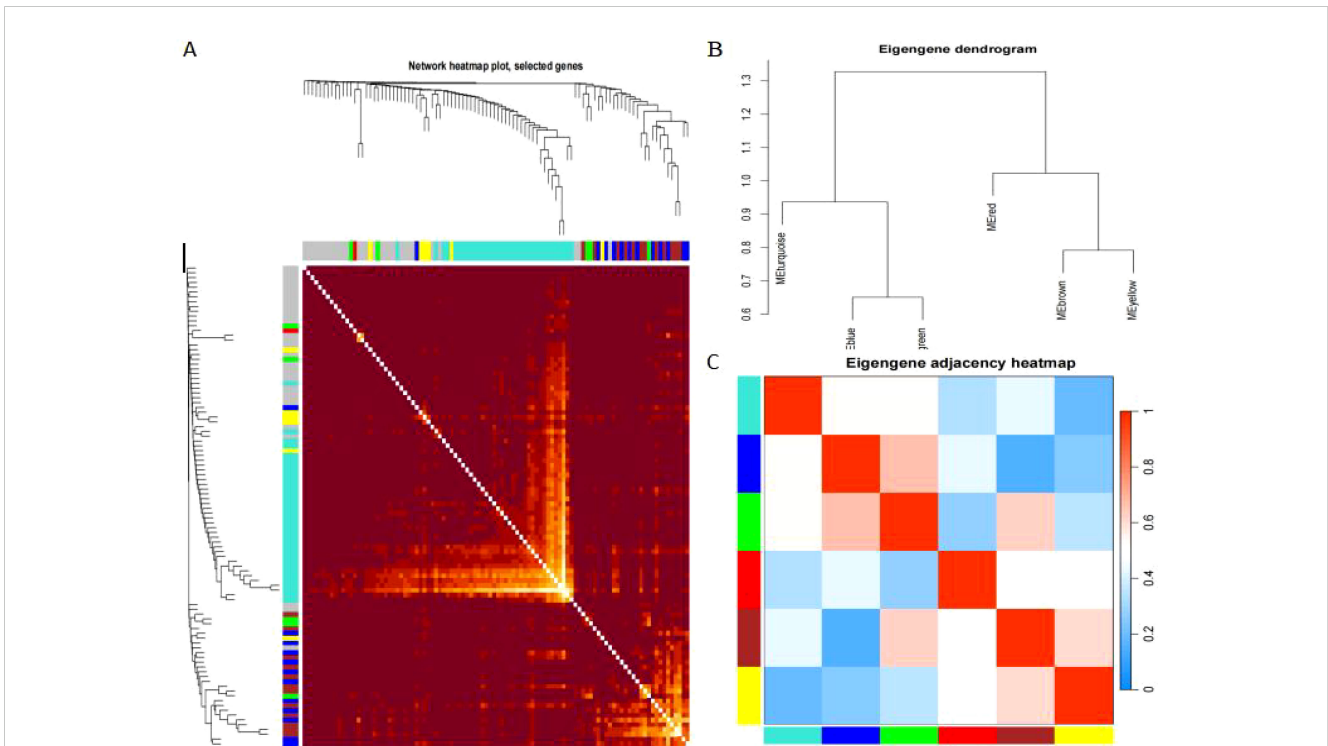 A
Network heatmap plot, selected genes
B
Eigengene dendrogram
1.3
1.2
1.1
1.0
0.9
0.8
0.7
0.6
MEturquoise
MEred
MEbrown
MEyellow
Eblue
green
C
Eigengene adjacency heatmap
1
0.8
0.6
0.4
0.2
0